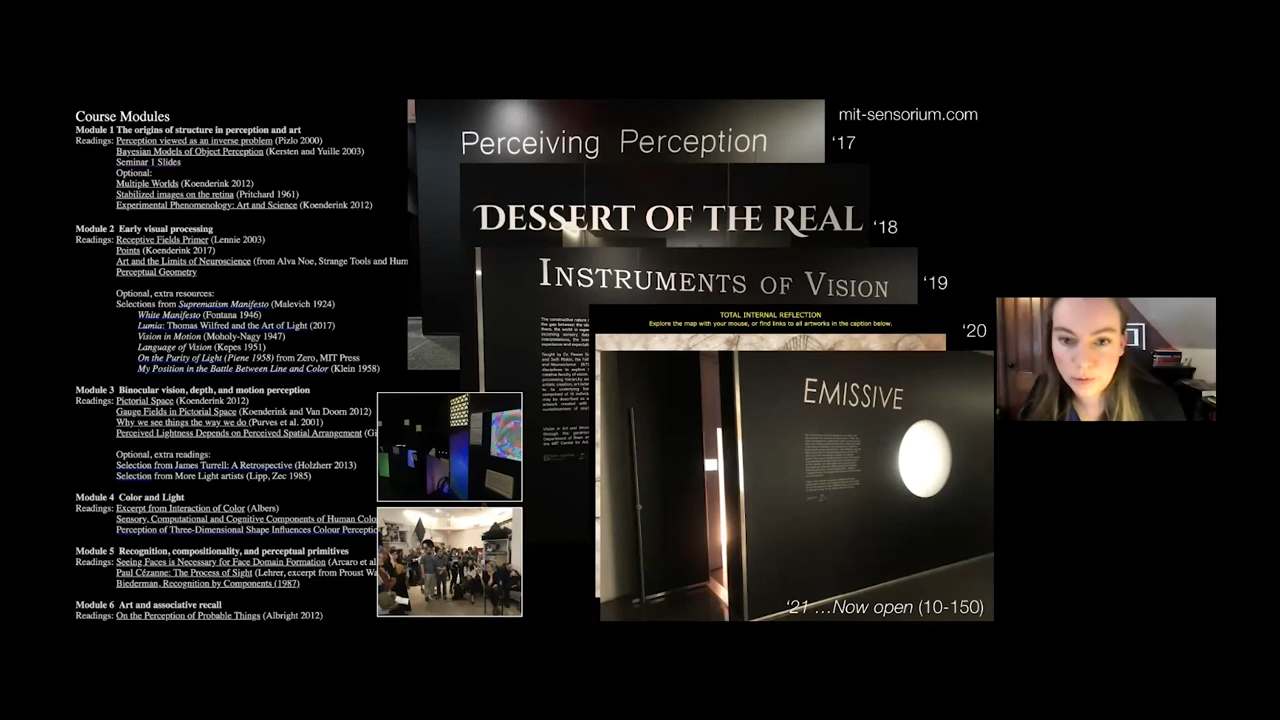 Course Modules
Module 1 The origins of structure in perception and art
Readings: Perception viewed as an inverse problem (Pizlo 2000)
Bayesian Models of Object Perception (Kersten and Yuille 2003)
Seminar 1 Slides
Optional:
Multiple Worlds (Koenderink 2012)
Stabilized images on the retina (Pritchard 1961)
Experimental Phenomenology: Art and Science (Koenderink 2012)
Module 2 Early visual processing
Readings: Receptive Fields Primer (Lennie 2003)
Points (Koenderink 2017)
Art and the Limits of Neuroscience (from Alva Noe, Strange Tools and Hum
Perceptual Geometry
Optional, extra resources:
Selections from Suprematism Manifesto (Malevich 1924)
White Manifesto (Fontana 1946)
Lumia: Thomas Wilfred and the Art of Light (2017)
Vision in Motion (Moholy-Nagy 1947)
Language of Vision (Kepes 1951)
On the Purity of Light (Piene 1958) from Zero, MIT Press
My Position in the Battle Between Line and Color (Klein 1958)
Module 3 Binocular vision, depth, and motion perception
Readings: Pictorial Space (Koenderink 2012)
Gauge Fields in Pictorial Space (Koenderink and Van Doorn 2012)
Why we see things the way we do (Purves et al. 2001)
Perceived Lightness Depends on Perceived Spatial Arrangement (Gi
Optional, extra readings:
Selection from James Turrell: A Retrospective (Holzherr 2013)
Selection from More Light artists (Lipp, Zec 1985)
Module 4 Color and Light
Readings: Excerpt from Interaction of Color (Albers)
Sensory, Computational and Cognitive Components of Human Colo
Perception of Three-Dimensional Shape Influences Colour Perceptio
Module 5 Recognition, compositionality, and perceptual primitives
Readings: Seeing Faces is Necessary for Face Domain Formation (Arcaro et al
Paul Cézanne: The Process of Sight (Lehrer, excerpt from Proust Wa
Biederman, Recognition by Components (1987)
Module 6 Art and associative recall
Readings: On the Perception of Probable Things (Albright 2012)
mit-sensorium.com
Perceiving Perception
‘17
DESSERT OF THE REAL
‘18
INSTRUMENTS OF VISION
‘19
TOTAL INTERNAL REFLECTION
Explore the map with your mouse, or find links to all artworks in the caption below.
‘20
EMISSIVE
‘21 …Now open (10-150)